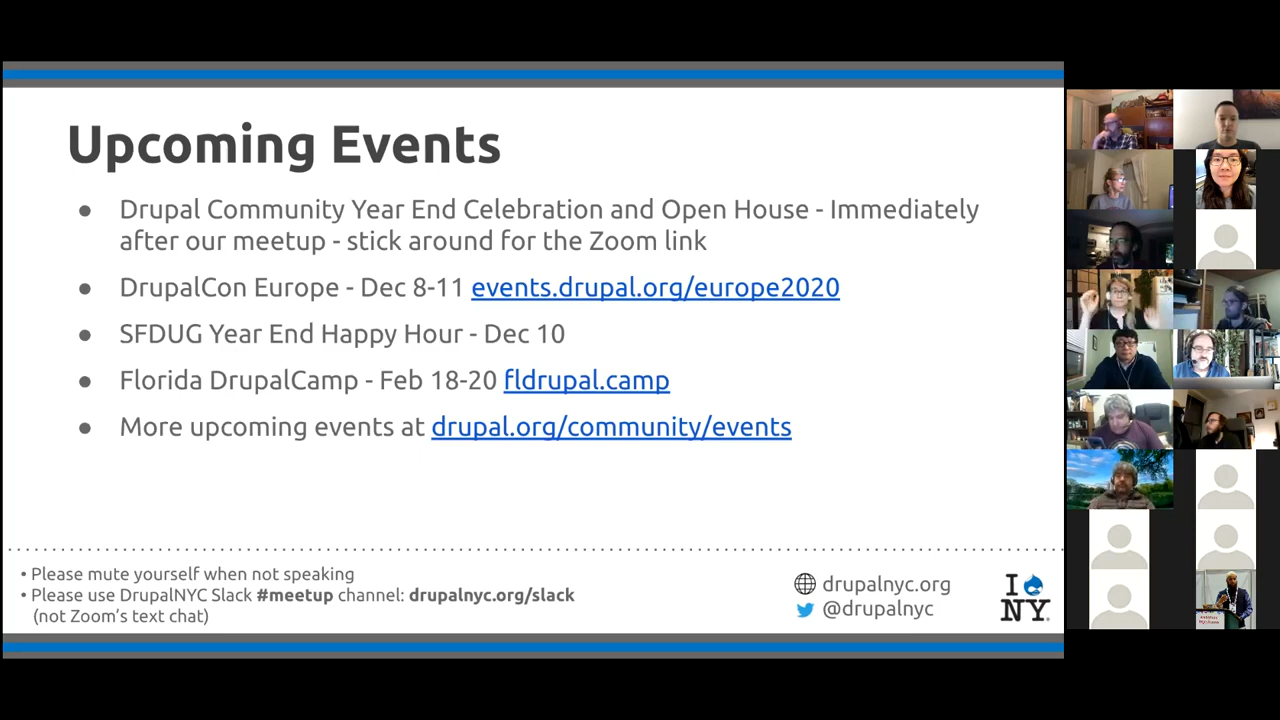 Upcoming Events
● Drupal Community Year End Celebration and Open House - Immediately
after our meetup - stick around for the Zoom link
● DrupalCon Europe - Dec 8-11 events.drupal.org/europe2020
● SFDUG Year End Happy Hour - Dec 10
● Florida DrupalCamp - Feb 18-20 fldrupal.camp
● More upcoming events at drupal.org/community/events
• Please mute yourself when not speaking
• Please use DrupalNYC Slack #meetup channel: drupalnyc.org/slack
(not Zoom's text chat)
drupalnyc.org
@drupalnyc
I
NY.